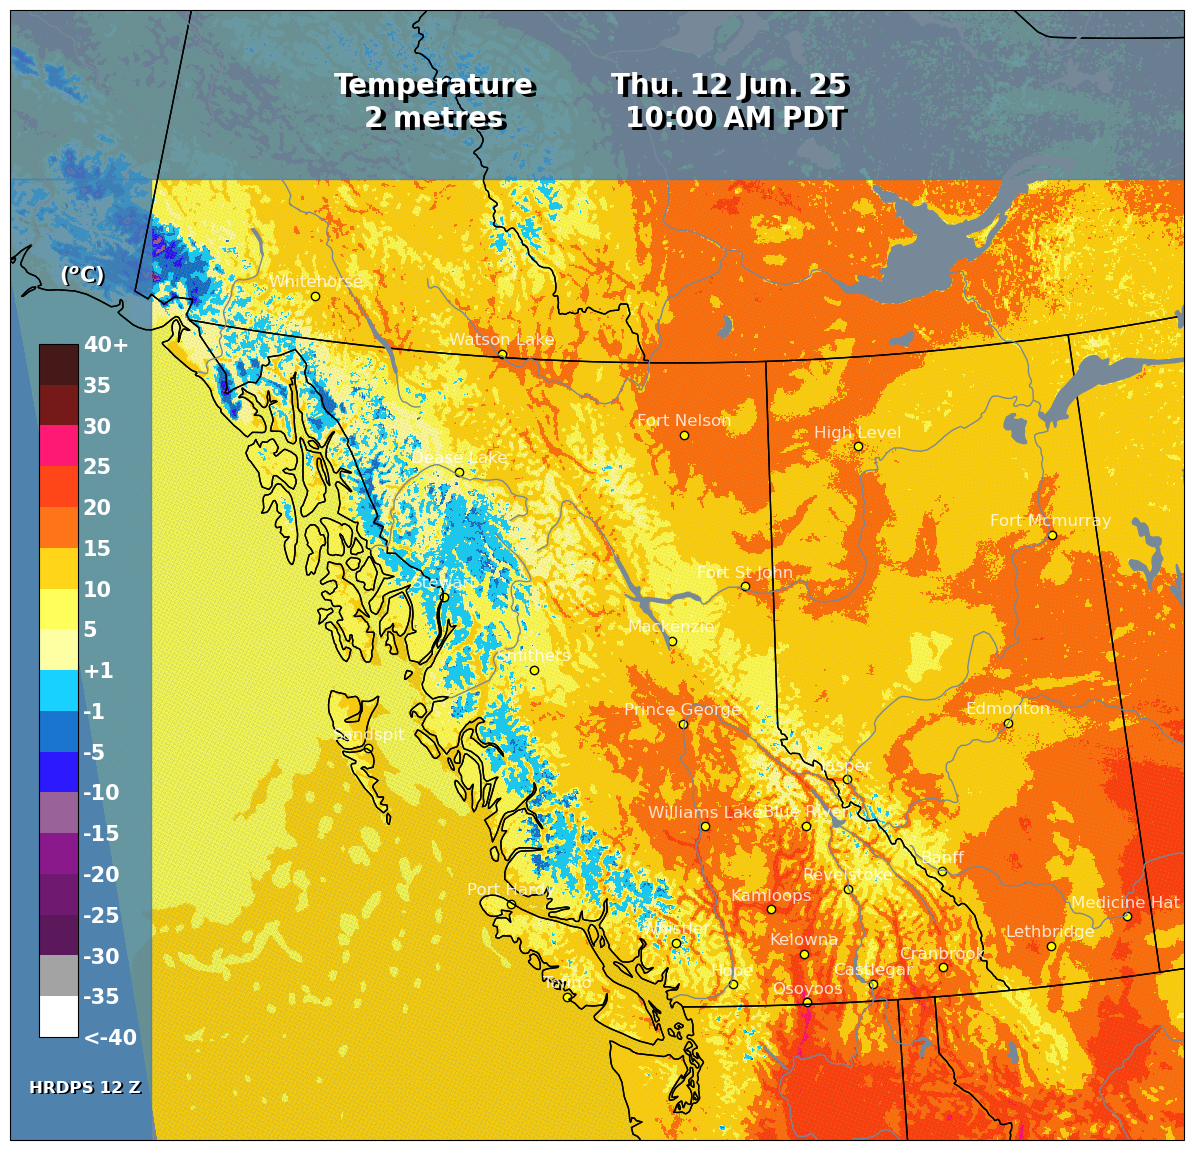 Temperature
2 metres
Thu. 12 Jun. 25
10:00 AM PDT
(°C)
40+
35
30
25
20
15
10
5
+1
-1
-5
-10
-15
-20
-25
-30
-35
<-40
HRDPS 12 Z
Whitehorse
Watson Lake
Fort Nelson
High Level
Dease Lake
Fort Mcmurray
Fort St John
Stewart
Mackenzie
Smithers
Prince George
Edmonton
Sandspit
Jasper
Williams Lake
Blue River
Banff
Revelstoke
Port Hardy
Kamloops
Medicine Hat
Whistler
Kelowna
Lethbridge
Cranbrook
Hope
Castlegar
Tofino
Osoyoos